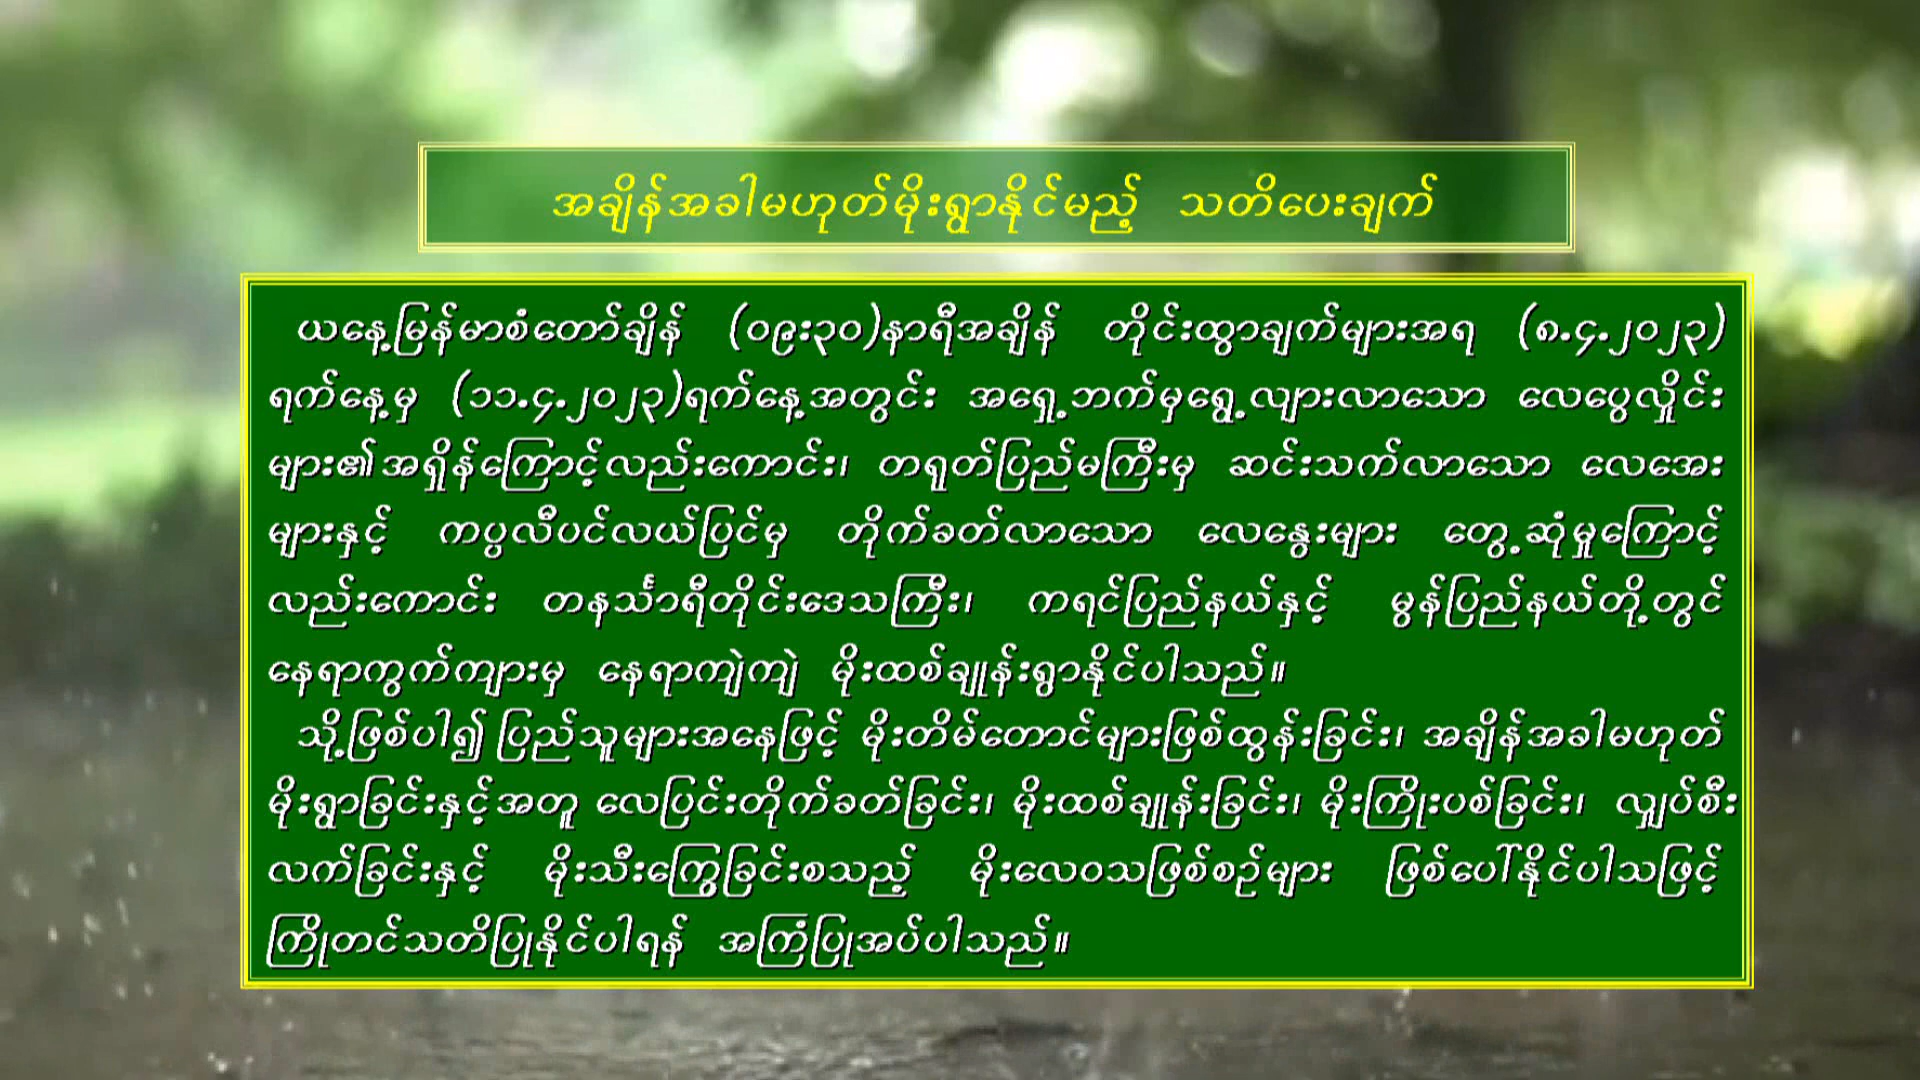 အချိန်အခါမဟုတ်မိုးရွာနိုင်မည့် သတိပေးချက်
ယနေ့မြန်မာစံတော်ချိန် (၀၉း၃၀)နာရီအချိန် တိုင်းထွာချက်များအရ (၈.၄.၂၀၂၃)
ရက်နေ့မှ (၁၁.၄.၂၀၂၃)ရက်နေ့အတွင်း အရှေ့ဘက်မှရွေ့လျားလာသော လေပွေလှိုင်း
များ၏အရှိန်ကြောင့်လည်းကောင်း၊ တရုတ်ပြည်မကြီးမှ ဆင်းသက်လာသော လေအေး
များနှင့် ကပ္ပလီပင်လယ်ပြင်မှ တိုက်ခတ်လာသော လေနွေးများ တွေ့ဆုံမှုကြောင့်
လည်းကောင်း တနင်္သာရီတိုင်းဒေသကြီး၊ ကရင်ပြည်နယ်နှင့် မွန်ပြည်နယ်တို့တွင်
နေရာကွက်ကျားမှ နေရာကျဲကျဲ မိုးထစ်ချုန်းရွာနိုင်ပါသည်။
သို့ဖြစ်ပါ၍ ပြည်သူများအနေဖြင့် မိုးတိမ်တောင်များဖြစ်ထွန်းခြင်း၊ အချိန်အခါမဟုတ်
မိုးရွာခြင်းနှင့်အတူ လေပြင်းတိုက်ခတ်ခြင်း၊ မိုးထစ်ချုန်းခြင်း၊ မိုးကြိုးပစ်ခြင်း၊ လျှပ်စီး
လက်ခြင်းနှင့် မိုးသီးကြွေခြင်းစသည့် မိုးလေဝသဖြစ်စဉ်များ ဖြစ်ပေါ်နိုင်ပါသဖြင့်
ကြိုတင်သတိပြုနိုင်ပါရန် အကြံပြုအပ်ပါသည်။